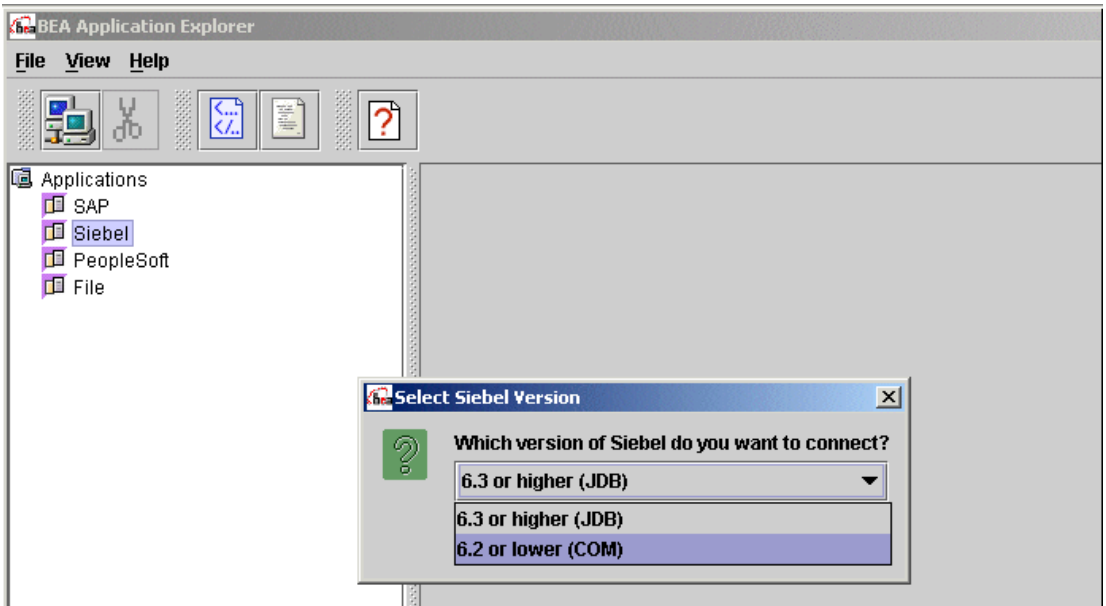 bea BEA Application Explorer
File View Help
<...
</..
?
Applications
SAP
Siebel
PeopleSoft
File
bea Select Siebel Version
?
Which version of Siebel do you want to connect?
6.3 or higher (JDB)
6.3 or higher (JDB)
6.2 or lower (COM)